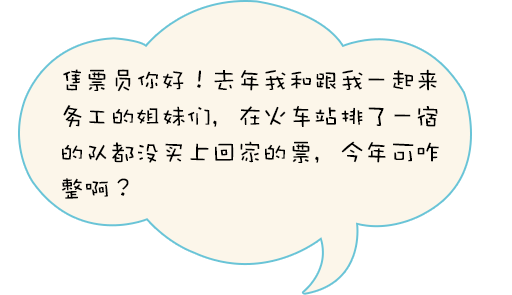 售票员你好！去年我和跟我一起来
务工的姐妹们，在火车站排了一宿
的队都没买上回家的票，今年可咋
整啊？